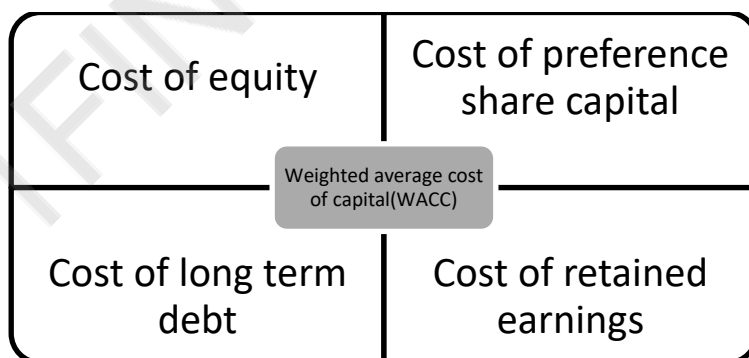 Cost of equity
Cost of preference
share capital
Weighted average cost
of capital(WACC)
Cost of long term
debt
Cost of retained
earnings